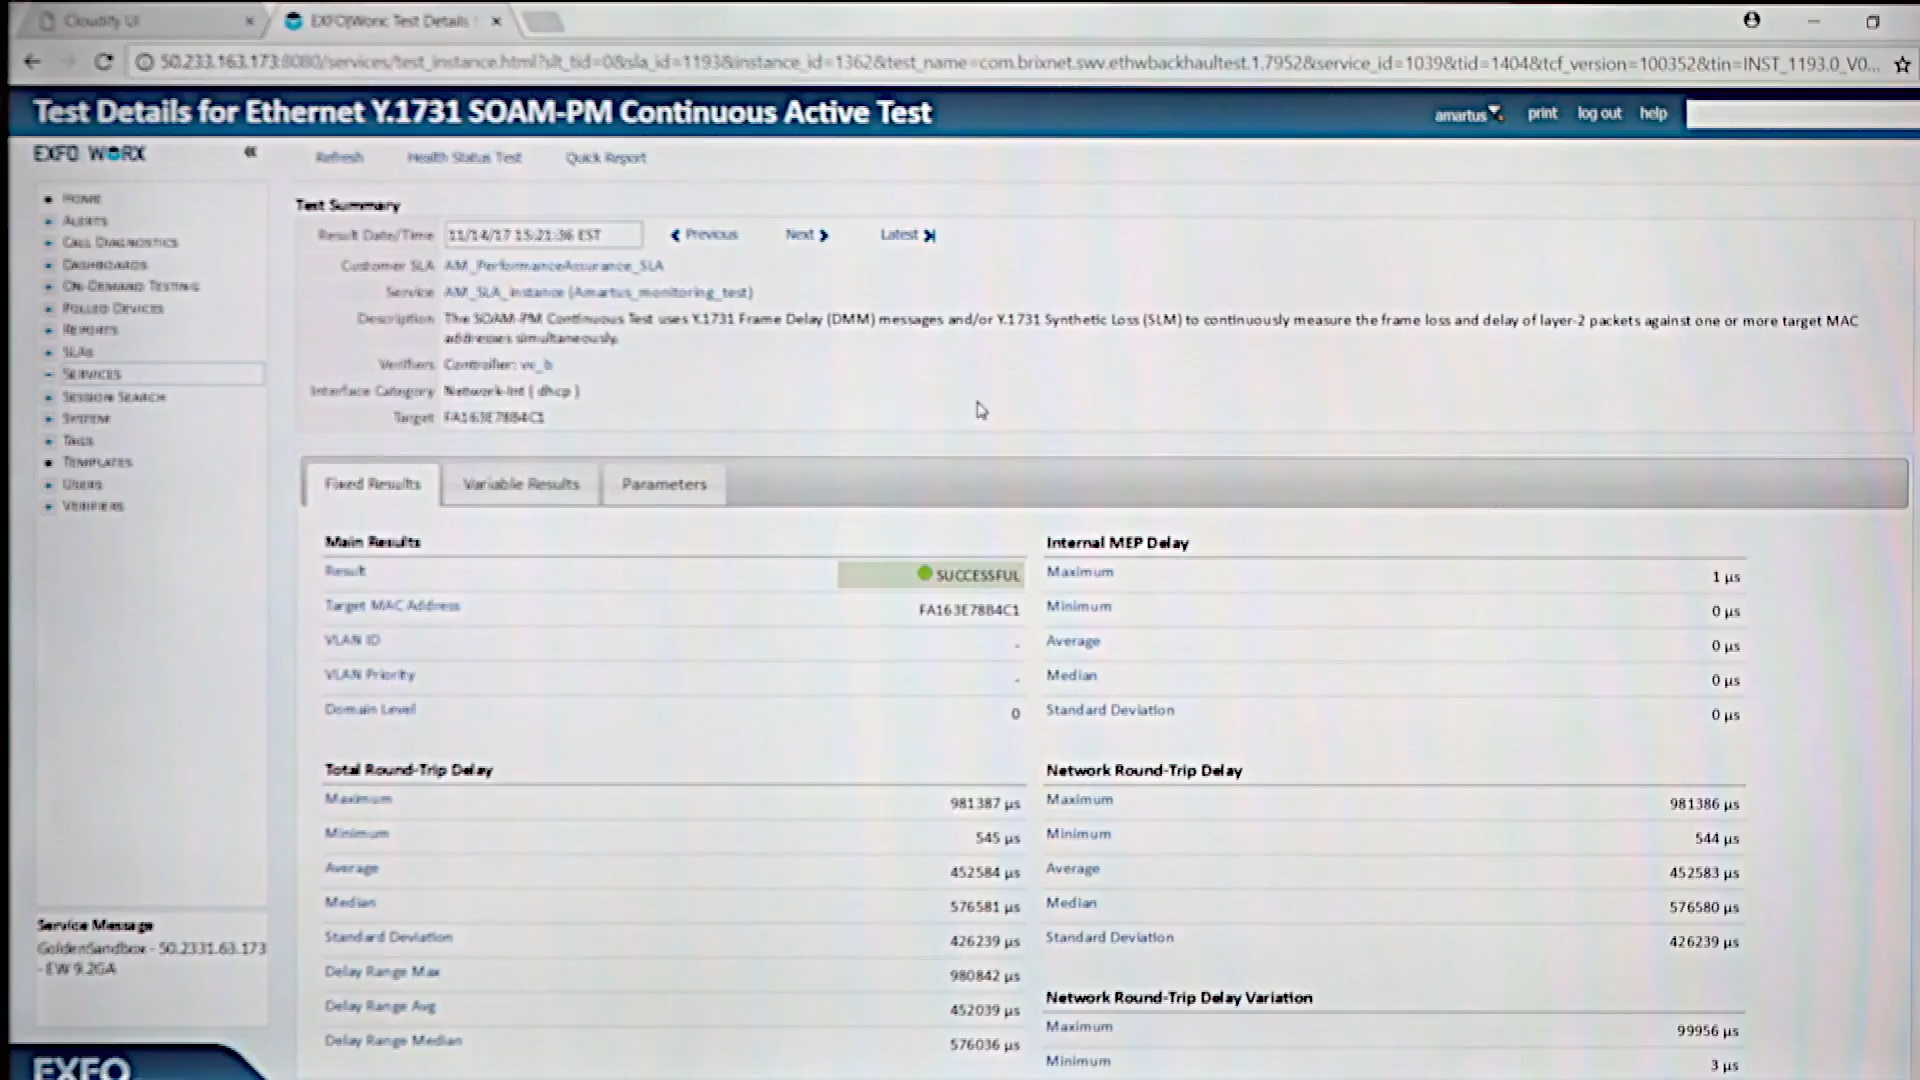 Cloudify UI
EXFO|Worx: Test Details
50.233.163.173:8080/services/test_instance.html?slt_tid=0&sla_id=1193&instance_id=1362&test_name=com.brixnet.swv.ethwbackhaultest.1.7952&service_id=1039&tid=1404&tcf_version=100352&tin=INST_1193.0_V0...
Test Details for Ethernet Y.1731 SOAM-PM Continuous Active Test
amartus print log out help
EXFO WORX
Refresh Health Status Test Quick Report
HOME
ALERTS
CALL DIAGNOSTICS
DASHBOARDS
ON-DEMAND TESTING
POLLED DEVICES
REPORTS
SLAS
SERVICES
SESSION SEARCH
SYSTEM
TAGS
TEMPLATES
USERS
VERIFIERS
Test Summary
Result Date/Time 11/14/17 15:21:36 EST Previous Next Latest
Customer SLA AM_PerformanceAssurance_SLA
Service AM_SLA_Instance (Amartus_monitoring_test)
Description The SOAM-PM Continuous Test uses Y.1731 Frame Delay (DMM) messages and/or Y.1731 Synthetic Loss (SLM) to continuously measure the frame loss and delay of layer-2 packets against one or more target MAC
addresses simultaneously.
Verifiers Controller: vv_b
Interface Category Network-Int ( dhcp )
Target FA163E78B4C1
Fixed Results Variable Results Parameters
Main Results
Result SUCCESSFUL
Target MAC Address FA163E78B4C1
VLAN ID -
VLAN Priority -
Domain Level 0
Internal MEP Delay
Maximum 1 µs
Minimum 0 µs
Average 0 µs
Median 0 µs
Standard Deviation 0 µs
Total Round-Trip Delay
Maximum 981387 µs
Minimum 545 µs
Average 452584 µs
Median 576581 µs
Standard Deviation 426239 µs
Delay Range Max 980842 µs
Delay Range Avg 452039 µs
Delay Range Median 576036 µs
Network Round-Trip Delay
Maximum 981386 µs
Minimum 544 µs
Average 452583 µs
Median 576580 µs
Standard Deviation 426239 µs
Network Round-Trip Delay Variation
Maximum 99956 µs
Minimum 3 µs
Service Message
GoldenSandbox - 50.2331.63.173
- EW 9.2GA
EXFO